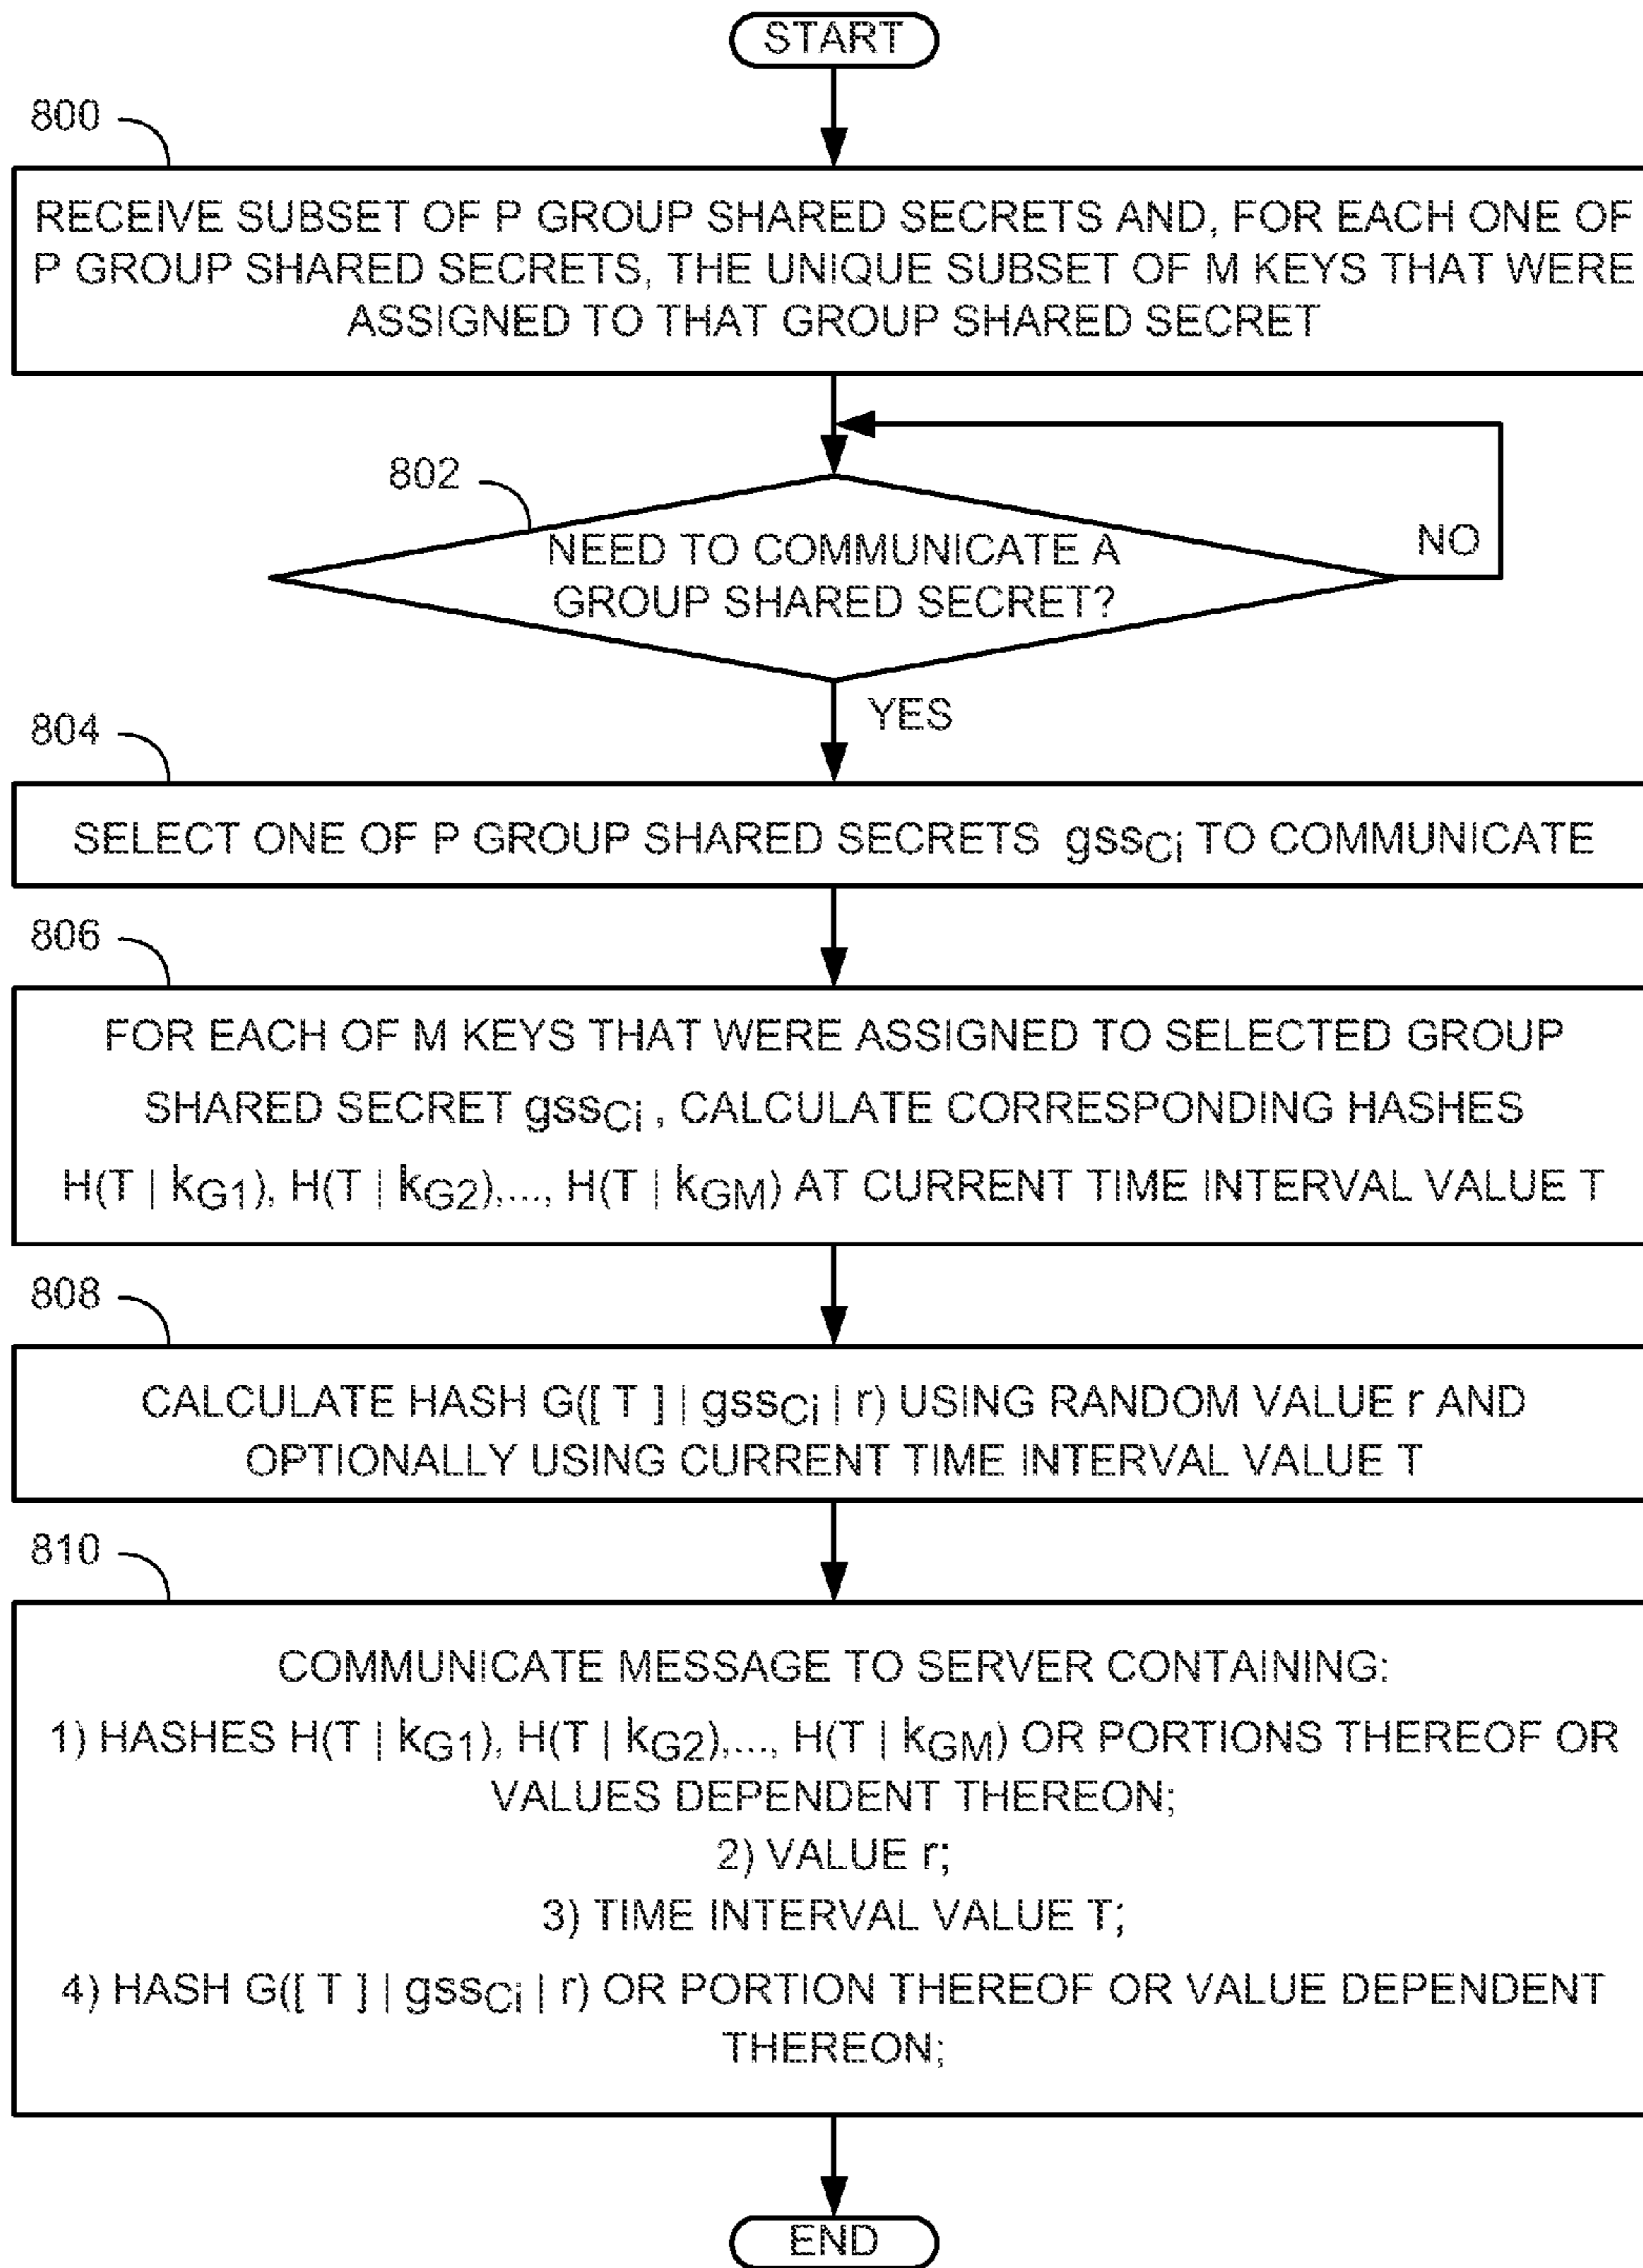 START
800
RECEIVE SUBSET OF P GROUP SHARED SECRETS AND, FOR EACH ONE OF
P GROUP SHARED SECRETS, THE UNIQUE SUBSET OF M KEYS THAT WERE
ASSIGNED TO THAT GROUP SHARED SECRET
802
NEED TO COMMUNICATE A
GROUP SHARED SECRET?
NO
YES
804
SELECT ONE OF P GROUP SHARED SECRETS gssCi TO COMMUNICATE
806
FOR EACH OF M KEYS THAT WERE ASSIGNED TO SELECTED GROUP
SHARED SECRET gssCi , CALCULATE CORRESPONDING HASHES
H(T | kG1), H(T | kG2),..., H(T | kGM) AT CURRENT TIME INTERVAL VALUE T
808
CALCULATE HASH G([ T ] | gssCi | r) USING RANDOM VALUE r AND
OPTIONALLY USING CURRENT TIME INTERVAL VALUE T
810
COMMUNICATE MESSAGE TO SERVER CONTAINING:
1) HASHES H(T | kG1), H(T | kG2),..., H(T | kGM) OR PORTIONS THEREOF OR
VALUES DEPENDENT THEREON;
2) VALUE r;
3) TIME INTERVAL VALUE T;
4) HASH G([ T ] | gssCi | r) OR PORTION THEREOF OR VALUE DEPENDENT
THEREON;
END